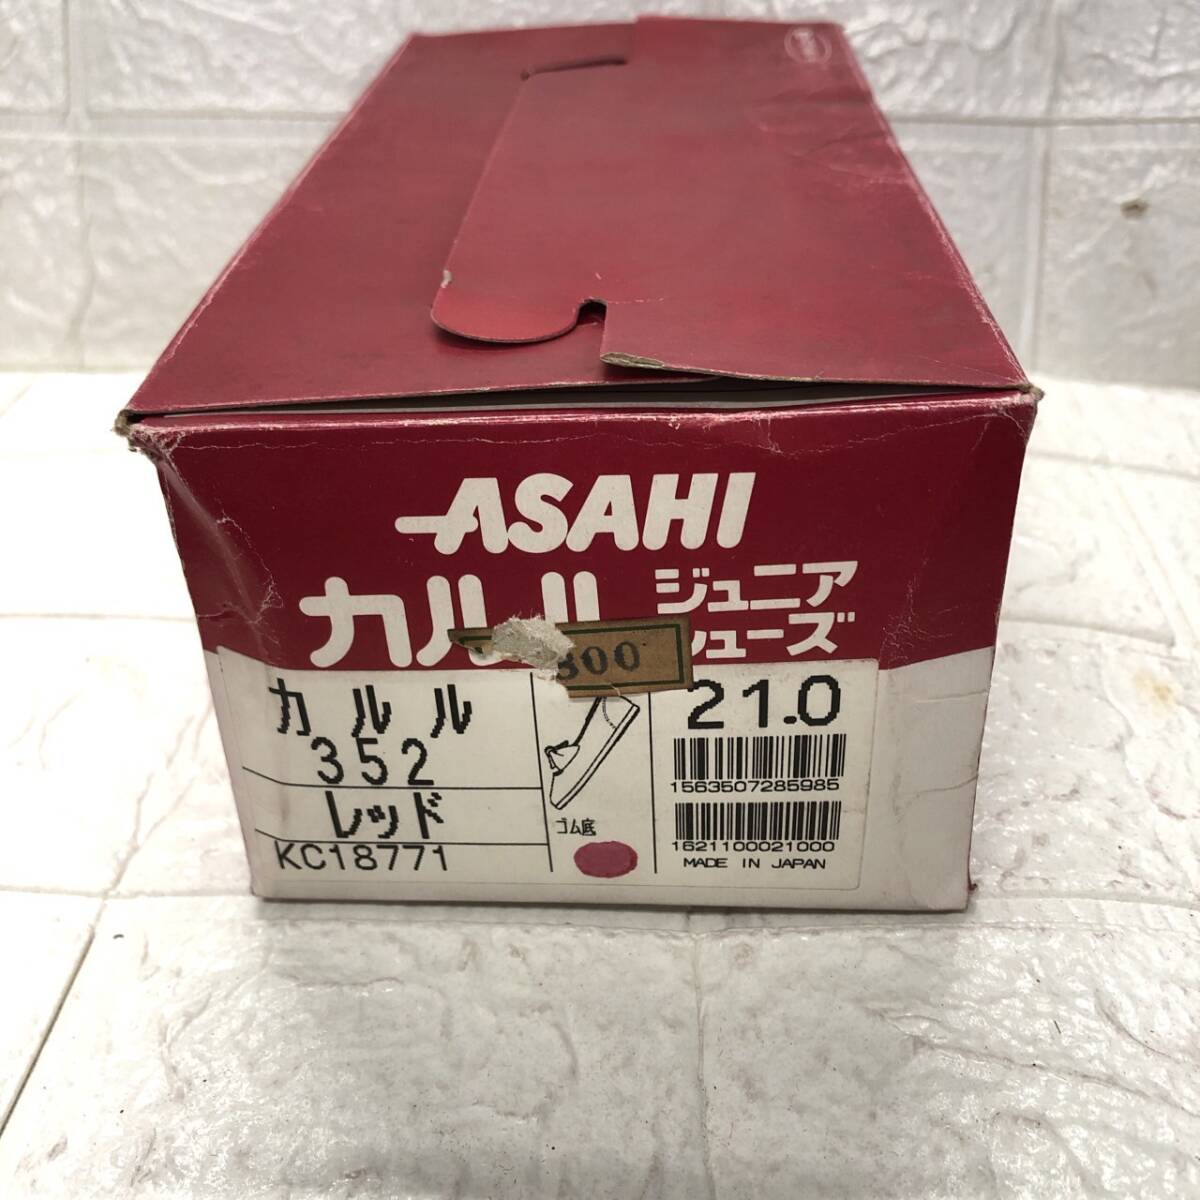 ASAHI
カルル ジュニア
シューズ
800
カルル
352
レッド
KC18771
ゴム底
21.0
1563507285985
1621100021000
MADE IN JAPAN